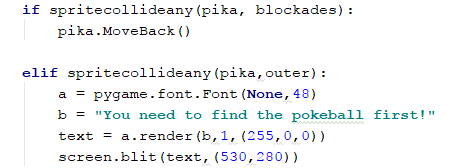 if spritecollideany(pika, blockades):
    pika.MoveBack()
elif spritecollideany(pika,outer):
    a = pygame.font.Font(None,48)
    b = "You need to find the pokeball first!"
    text = a.render(b,1,(255,0,0))
    screen.blit(text,(530,280))